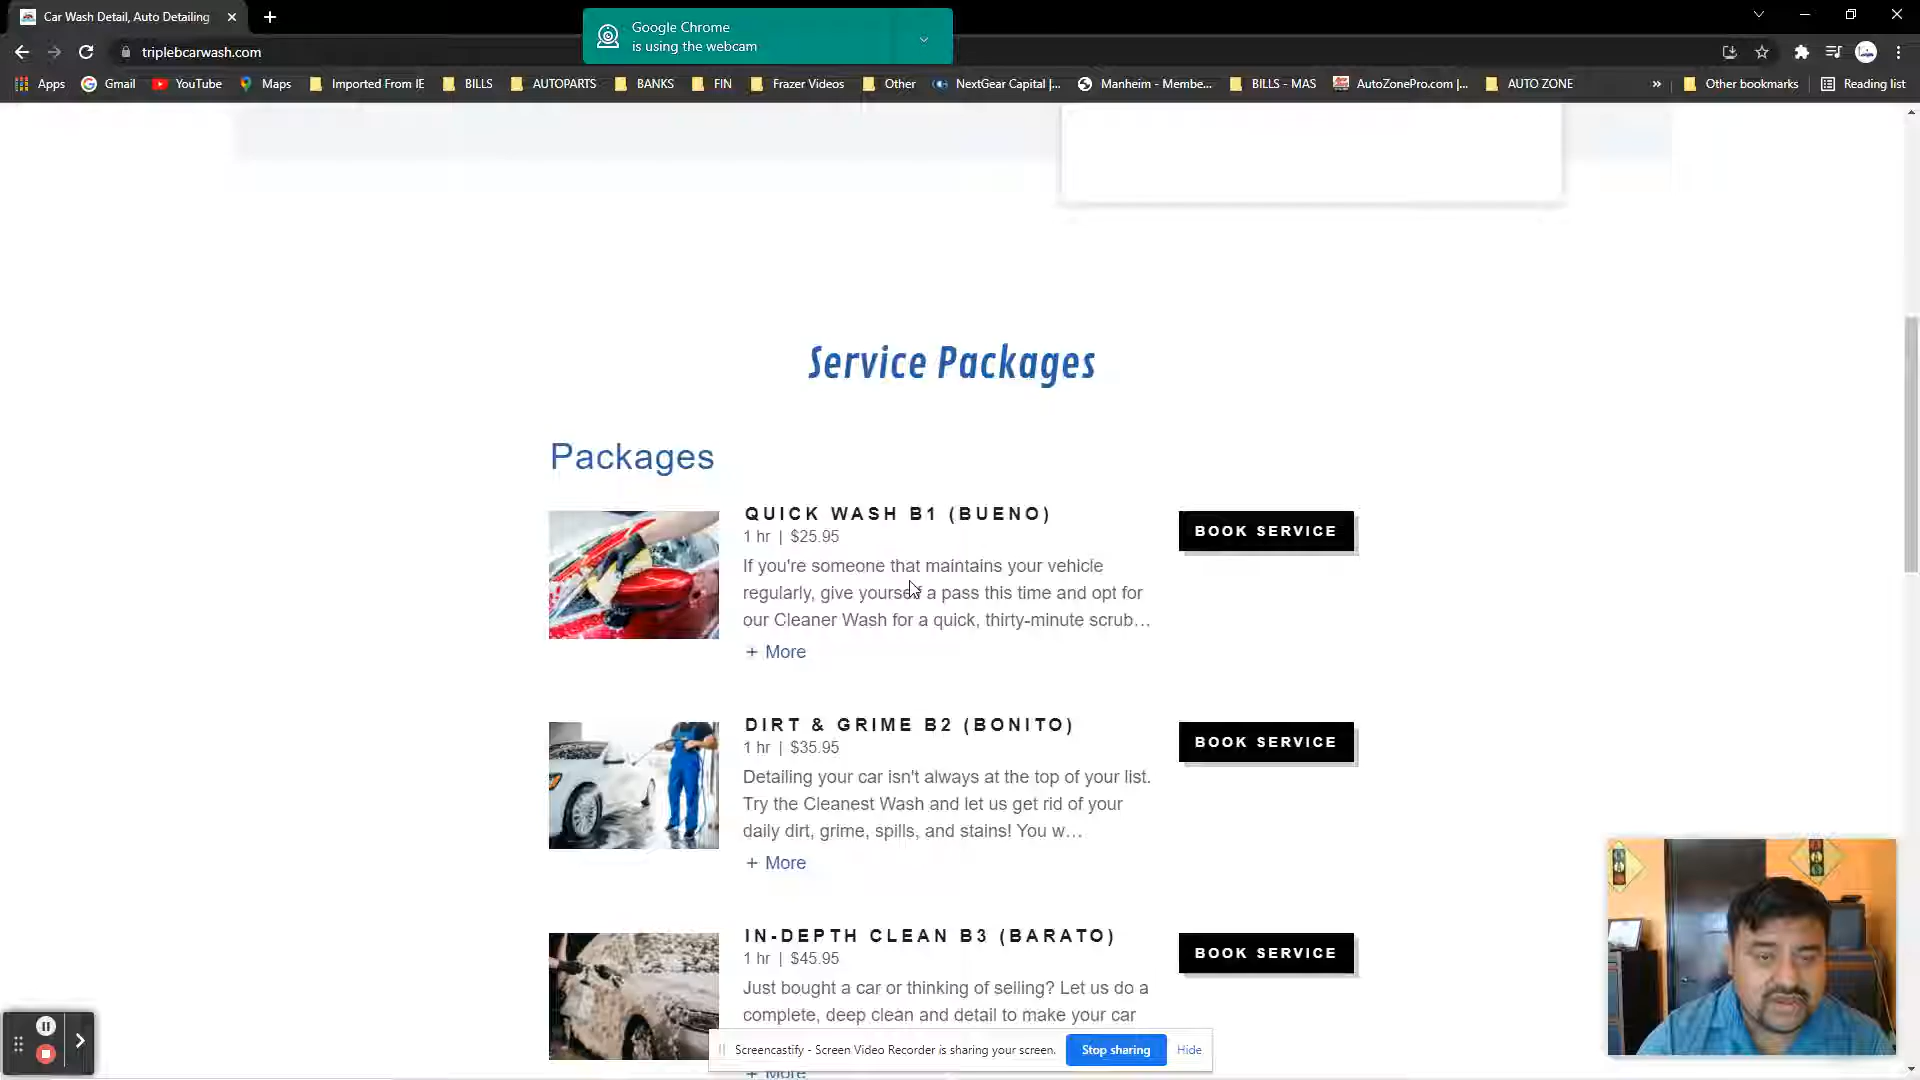 Car Wash Detail, Auto Detailing
Google Chrome
is using the webcam
triplebcarwash.com
Apps Gmail YouTube Maps Imported From IE BILLS AUTOPARTS BANKS FIN Frazer Videos Other NextGear Capital |... Manheim - Membe... BILLS - MAS AutoZonePro.com |... AUTO ZONE » Other bookmarks Reading list
Service Packages
Packages
QUICK WASH B1 (BUENO)
1 hr | $25.95
If you're someone that maintains your vehicle
regularly, give yourself a pass this time and opt for
our Cleaner Wash for a quick, thirty-minute scrub...
+ More
BOOK SERVICE
DIRT & GRIME B2 (BONITO)
1 hr | $35.95
Detailing your car isn't always at the top of your list.
Try the Cleanest Wash and let us get rid of your
daily dirt, grime, spills, and stains! You w...
+ More
BOOK SERVICE
IN-DEPTH CLEAN B3 (BARATO)
1 hr | $45.95
Just bought a car or thinking of selling? Let us do a
complete, deep clean and detail to make your car
+ More
BOOK SERVICE
Screencastify - Screen Video Recorder is sharing your screen. Stop sharing Hide